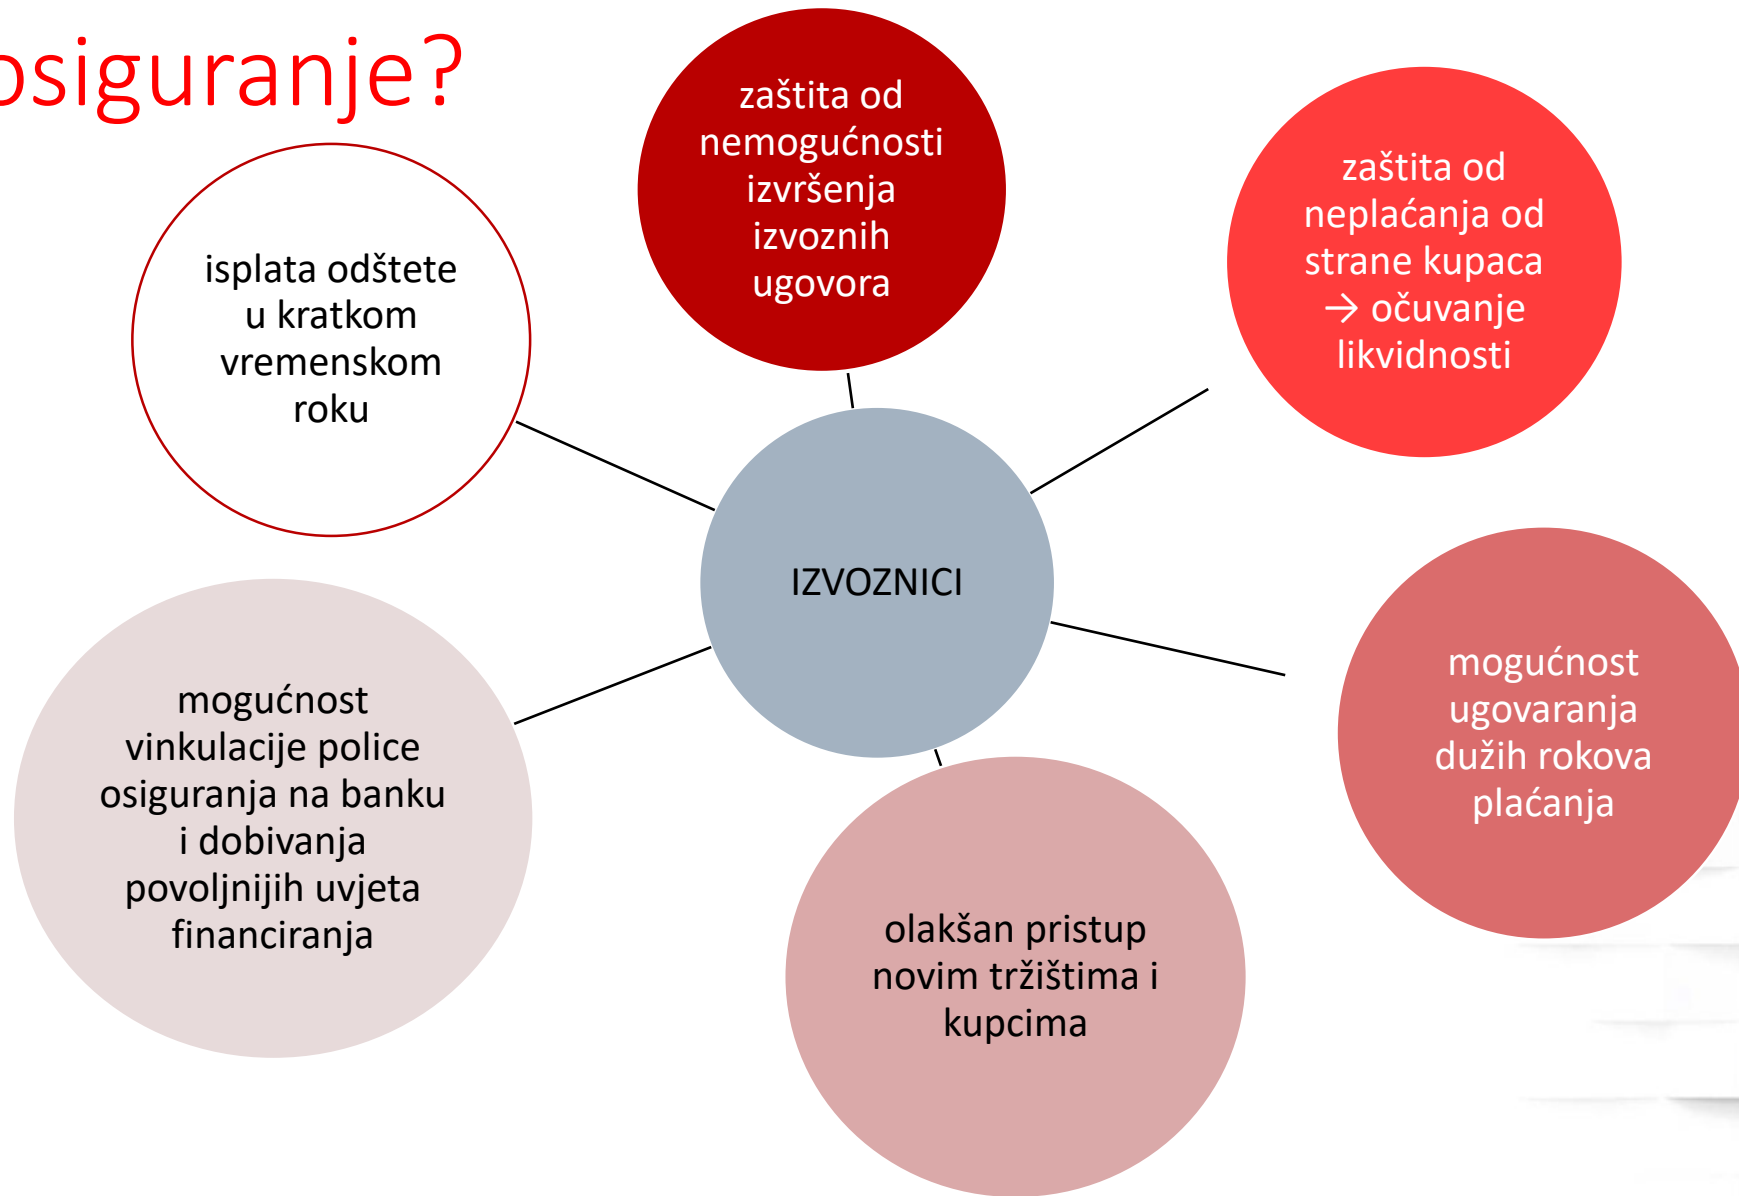 osiguranje?
zaštita od
nemogućnosti
izvršenja
izvoznih
ugovora
zaštita od
neplaćanja od
strane kupaca
→ očuvanje
likvidnosti
mogućnost
ugovaranja
dužih rokova
plaćanja
olakšan pristup
novim tržištima i
kupcima
mogućnost
vinkulacije police
osiguranja na banku
i dobivanja
povoljnijih uvjeta
financiranja
isplata odštete
u kratkom
vremenskom
roku
IZVOZNICI